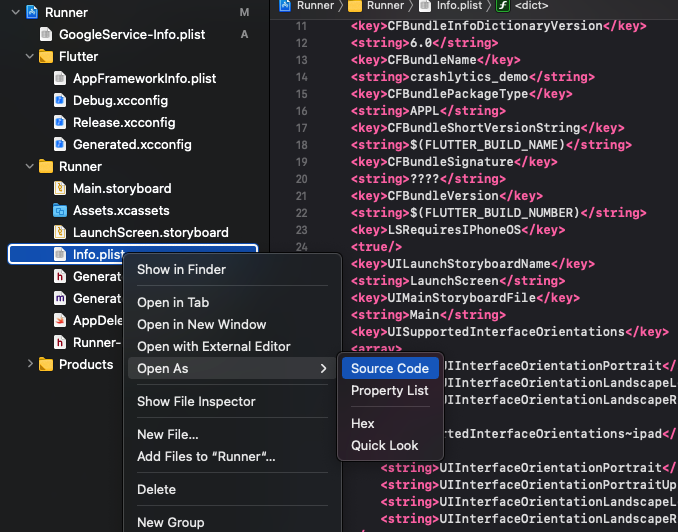 Runner M
GoogleService-Info.plist A
Flutter
AppFrameworkInfo.plist
Debug.xcconfig
Release.xcconfig
Generated.xcconfig
Runner
Main.storyboard
Assets.xcassets
LaunchScreen.storyboard
Info.plist
Generat
Generat
AppDele
Runner-
Products
Show in Finder
Open in Tab
Open in New Window
Open with External Editor
Open As
Show File Inspector
New File...
Add Files to “Runner”...
Delete
New Group
Source Code
Property List
Hex
Quick Look
Runner Runner Info.plist <dict>
11 <key>CFBundleInfoDictionaryVersion</key>
12 <string>6.0</string>
13 <key>CFBundleName</key>
14 <string>crashlytics_demo</string>
15 <key>CFBundlePackageType</key>
16 <string>APPL</string>
17 <key>CFBundleShortVersionString</key>
18 <string>$(FLUTTER_BUILD_NAME)</string>
19 <key>CFBundleSignature</key>
20 <string>????</string>
21 <key>CFBundleVersion</key>
22 <string>$(FLUTTER_BUILD_NUMBER)</string>
23 <key>LSRequiresIPhoneOS</key>
24 <true/>
<key>UILaunchStoryboardName</key>
<string>LaunchScreen</string>
<key>UIMainStoryboardFile</key>
<string>Main</string>
<key>UISupportedInterfaceOrientations</key>
<array>
UIInterfaceOrientationPortrait</
UIInterfaceOrientationLandscapeL
UIInterfaceOrientationLandscapeR
rtedInterfaceOrientations~ipad</
<string>UIInterfaceOrientationPortrait</
<string>UIInterfaceOrientationPortraitUp
<string>UIInterfaceOrientationLandscapeL
<string>UIInterfaceOrientationLandscapeR